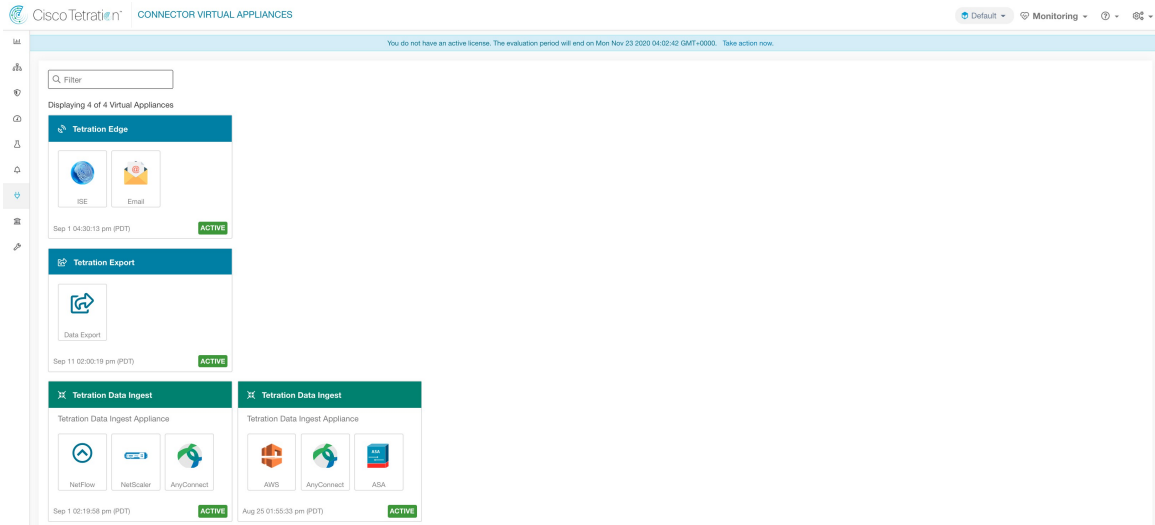 Cisco Tetration™ CONNECTOR VIRTUAL APPLIANCES Default Monitoring
You do not have an active license. The evaluation period will end on Mon Nov 23 2020 04:02:42 GMT+0000. Take action now.
Filter
Displaying 4 of 4 Virtual Appliances
Tetration Edge
ISE Email
Sep 1 04:30:13 pm (PDT) ACTIVE
Tetration Export
Data Export
Sep 11 02:00:19 pm (PDT) ACTIVE
Tetration Data Ingest
Tetration Data Ingest Appliance
NetFlow NetScaler AnyConnect
Sep 1 02:19:58 pm (PDT) ACTIVE
Tetration Data Ingest
Tetration Data Ingest Appliance
AWS AnyConnect ASA
Aug 25 01:55:33 pm (PDT) ACTIVE